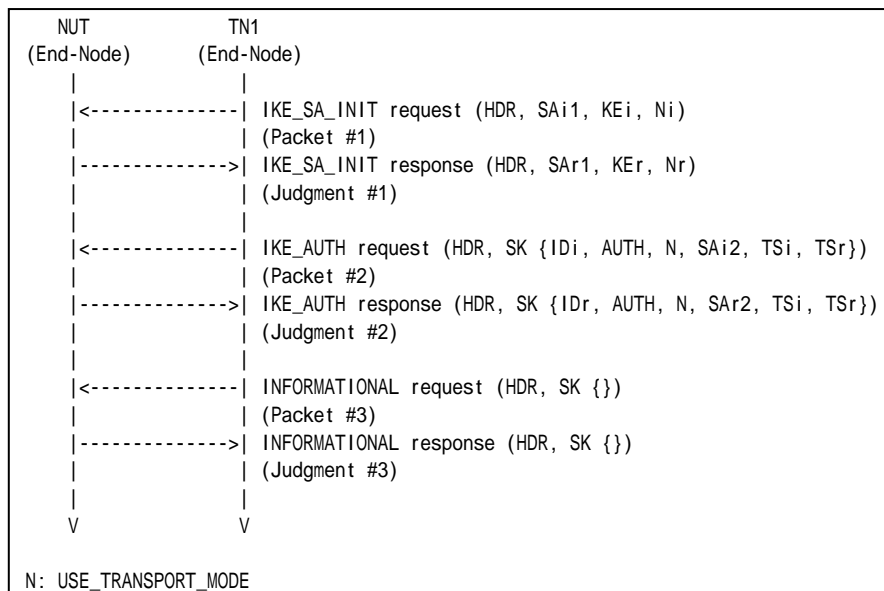 NUT TN1
(End-Node) (End-Node)
| |
|<--------------| IKE_SA_INIT request (HDR, SAi1, KEi, Ni)
| | (Packet #1)
|-------------->| IKE_SA_INIT response (HDR, SAr1, KEr, Nr)
| | (Judgment #1)
| |
|<--------------| IKE_AUTH request (HDR, SK {IDi, AUTH, N, SAi2, TSi, TSr})
| | (Packet #2)
|-------------->| IKE_AUTH response (HDR, SK {IDr, AUTH, N, SAr2, TSi, TSr})
| | (Judgment #2)
| |
|<--------------| INFORMATIONAL request (HDR, SK {})
| | (Packet #3)
|-------------->| INFORMATIONAL response (HDR, SK {})
| | (Judgment #3)
| |
V V
N: USE_TRANSPORT_MODE